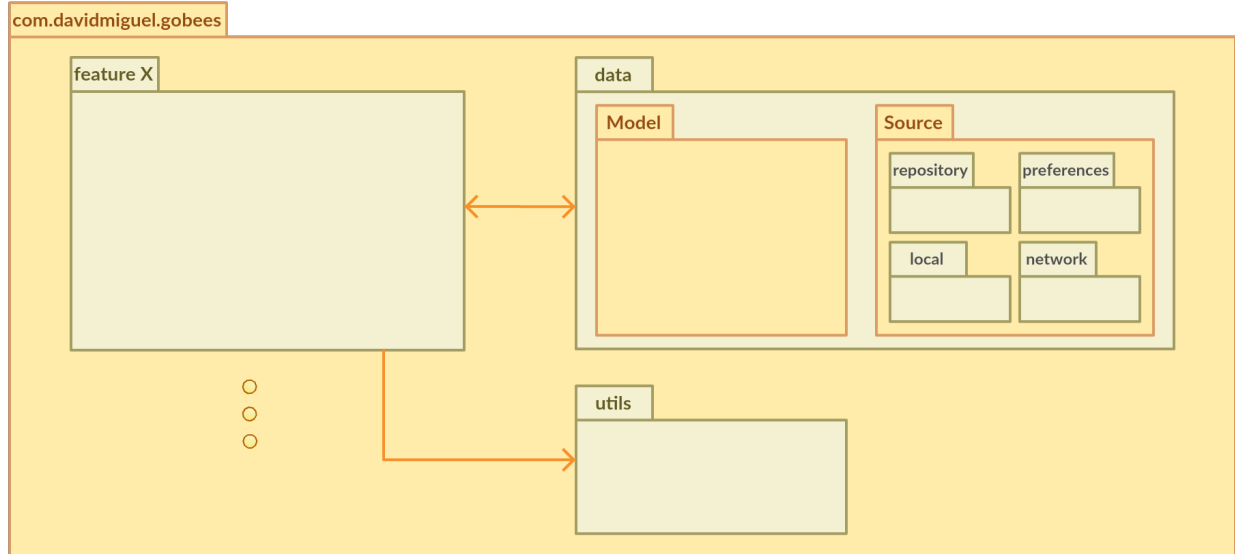 com.davidmiguel.gobees
feature X
data
Model
Source
repository
preferences
local
network
utils